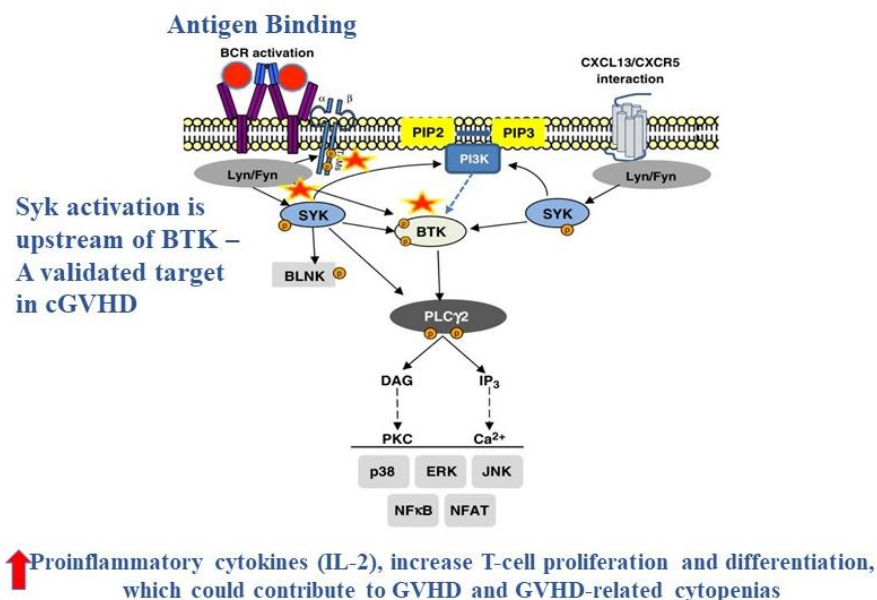 Antigen Binding
BCR activation
CXCL13/CXCR5
interaction
α β
PIP2 PIP3
PI3K
P
P
Lyn/Fyn
Lyn/Fyn
Syk activation is
upstream of BTK –
A validated target
in cGVHD
SYK
P
P
BTK
P
SYK
P
BLNK P
PLCγ2
P P
DAG IP3
PKC Ca2+
p38 ERK JNK
NFκB NFAT
Proinflammatory cytokines (IL-2), increase T-cell proliferation and differentiation,
which could contribute to GVHD and GVHD-related cytopenias